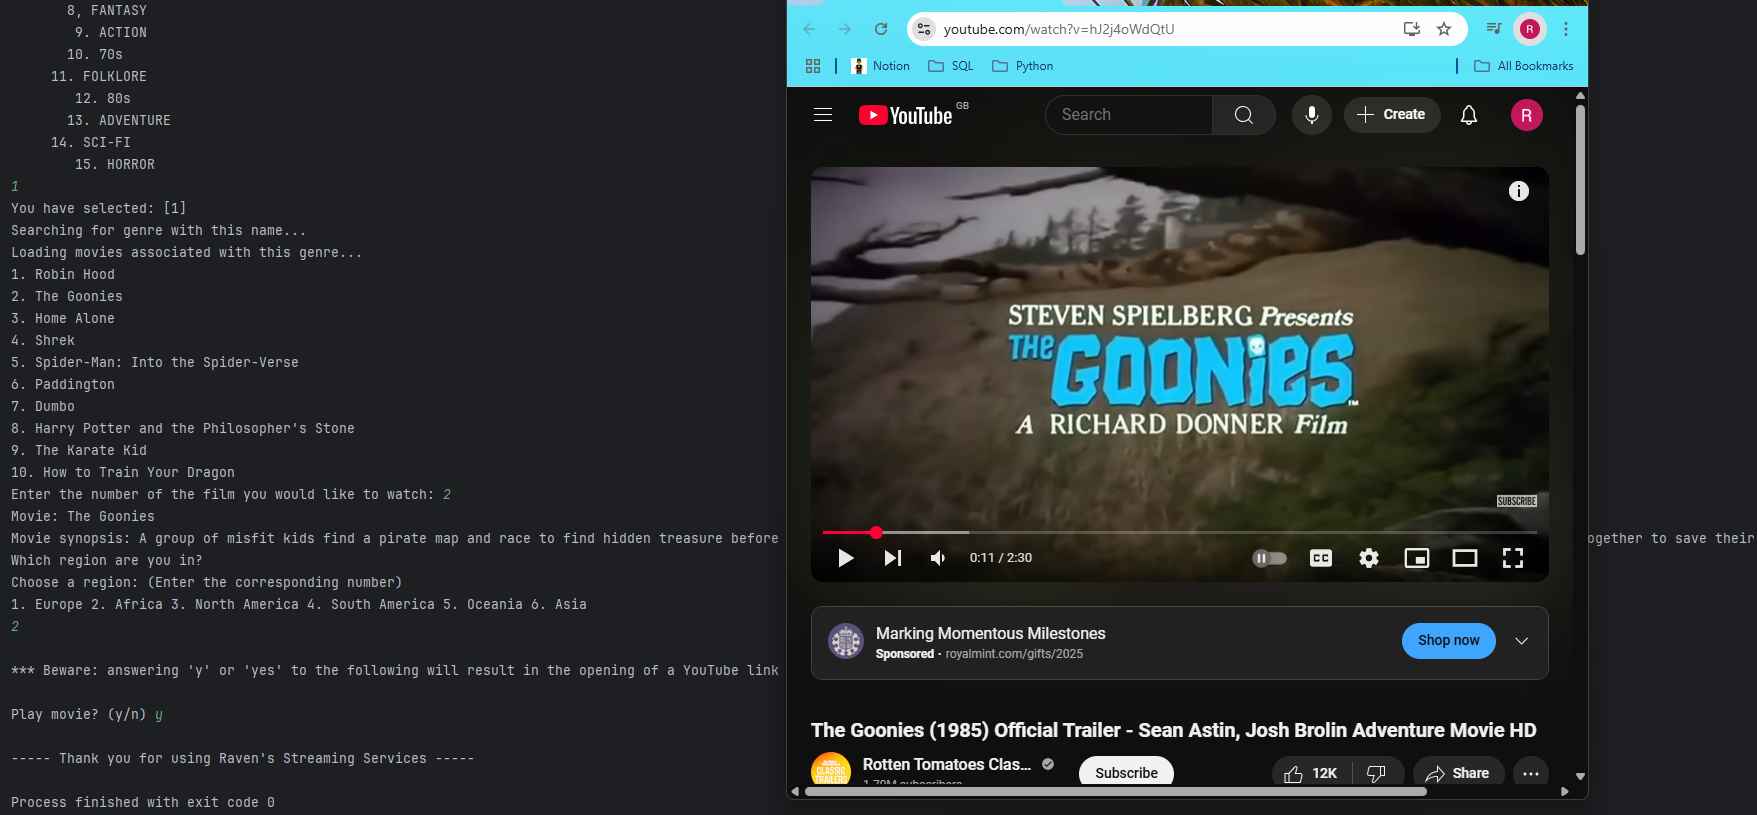 8, FANTASY
9. ACTION
10. 70s
11. FOLKLORE
12. 80s
13. ADVENTURE
14. SCI-FI
15. HORROR
1
You have selected: [1]
Searching for genre with this name...
Loading movies associated with this genre...
1. Robin Hood
2. The Goonies
3. Home Alone
4. Shrek
5. Spider-Man: Into the Spider-Verse
6. Paddington
7. Dumbo
8. Harry Potter and the Philosopher's Stone
9. The Karate Kid
10. How to Train Your Dragon
Enter the number of the film you would like to watch: 2
Movie: The Goonies
Movie synopsis: A group of misfit kids find a pirate map and race to find hidden treasure before
ogether to save their
Which region are you in?
Choose a region: (Enter the corresponding number)
1. Europe 2. Africa 3. North America 4. South America 5. Oceania 6. Asia
2
*** Beware: answering 'y' or 'yes' to the following will result in the opening of a YouTube link
Play movie? (y/n) y
----- Thank you for using Raven's Streaming Services -----
Process finished with exit code 0
youtube.com/watch?v=hJ2j4oWdQtU
R
Notion SQL Python All Bookmarks
YouTube GB
Search
Create
R
STEVEN SPIELBERG Presents
THE GOONIES
A RICHARD DONNER Film
SUBSCRIBE
0:11 / 2:30
CC
Marking Momentous Milestones
Sponsored · royalmint.com/gifts/2025
Shop now
The Goonies (1985) Official Trailer - Sean Astin, Josh Brolin Adventure Movie HD
CLASSIC TRAILERS
Rotten Tomatoes Clas...
1.79M subscribers
Subscribe
12K
Share